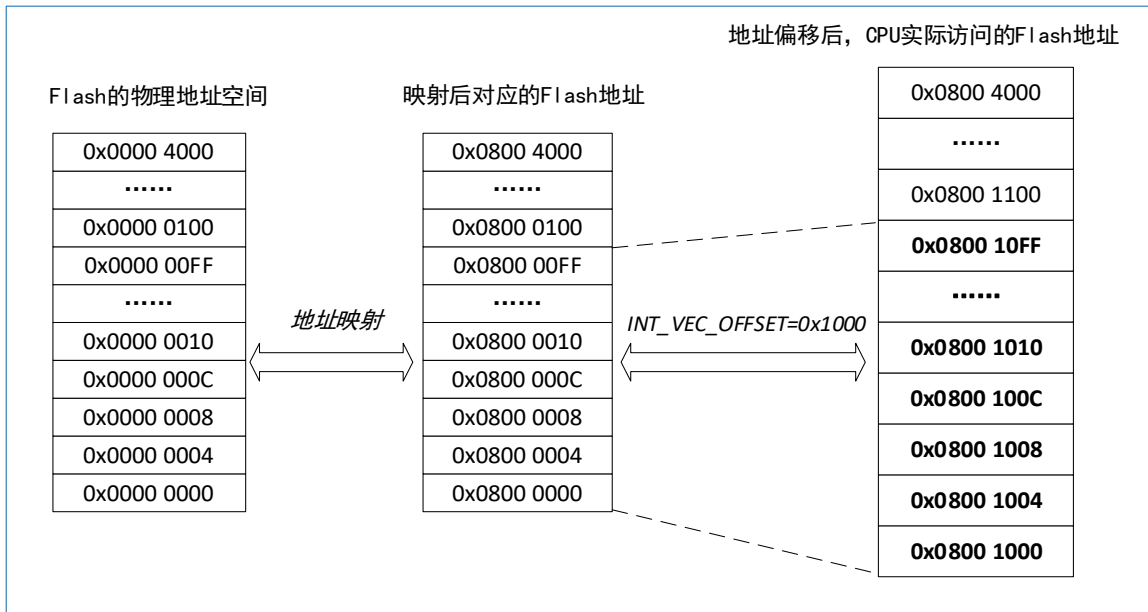 地址偏移后，CPU实际访问的Flash地址
Flash的物理地址空间
映射后对应的Flash地址
0x0000 4000
......
0x0000 0100
0x0000 00FF
......
0x0000 0010
0x0000 000C
0x0000 0008
0x0000 0004
0x0000 0000
地址映射
0x0800 4000
......
0x0800 0100
0x0800 00FF
......
0x0800 0010
0x0800 000C
0x0800 0008
0x0800 0004
0x0800 0000
INT_VEC_OFFSET=0x1000
0x0800 4000
......
0x0800 1100
0x0800 10FF
......
0x0800 1010
0x0800 100C
0x0800 1008
0x0800 1004
0x0800 1000